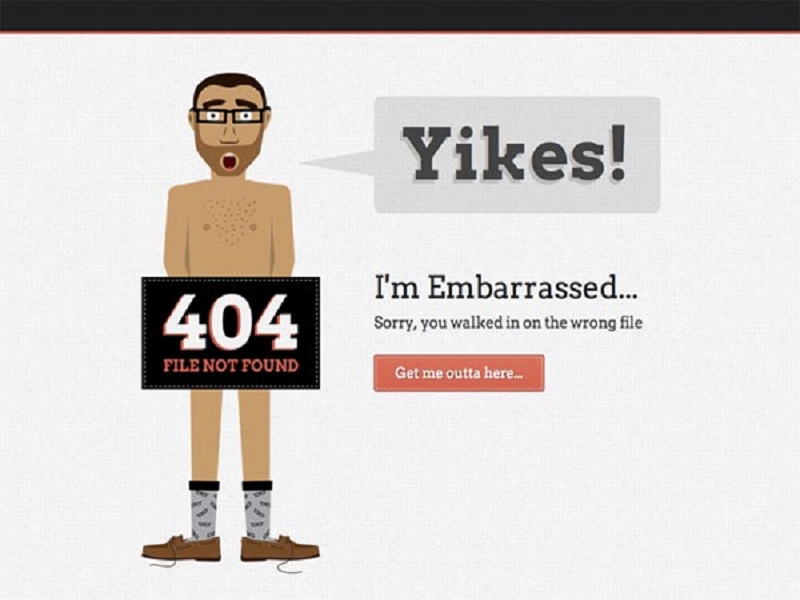 Yikes!
404
FILE NOT FOUND
I'm Embarrassed...
Sorry, you walked in on the wrong file
Get me outta here...